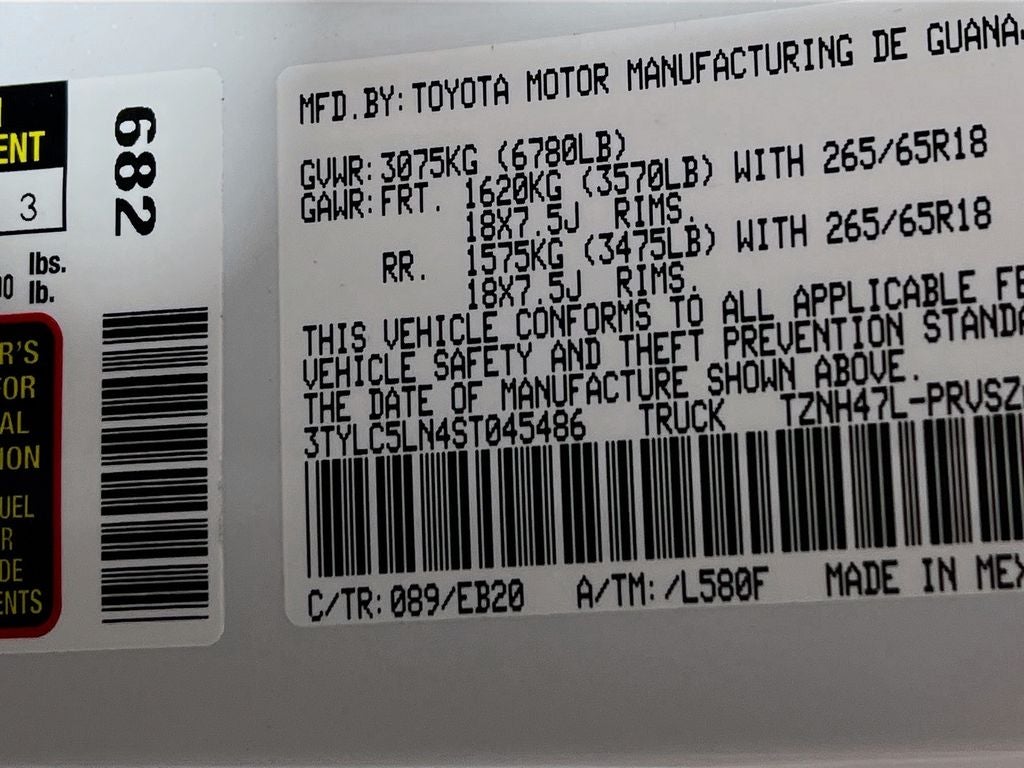 ENT
3
00 lbs.
lb.
R'S
FOR
AL
ION
UEL
R
DE
ENTS
682
MFD.BY:TOYOTA MOTOR MANUFACTURING DE GUANA
GVWR:3075KG (6780LB)
GAWR:FRT. 1620KG (3570LB) WITH 265/65R18
18X7.5J RIMS.
RR. 1575KG (3475LB) WITH 265/65R18
18X7.5J RIMS.
THIS VEHICLE CONFORMS TO ALL APPLICABLE FE
VEHICLE SAFETY AND THEFT PREVENTION STANDA
THE DATE OF MANUFACTURE SHOWN ABOVE.
3TYLC5LN4ST045486 TRUCK TZNH47L-PRVSZ
C/TR:089/EB20 A/TM:/L580F MADE IN MEX